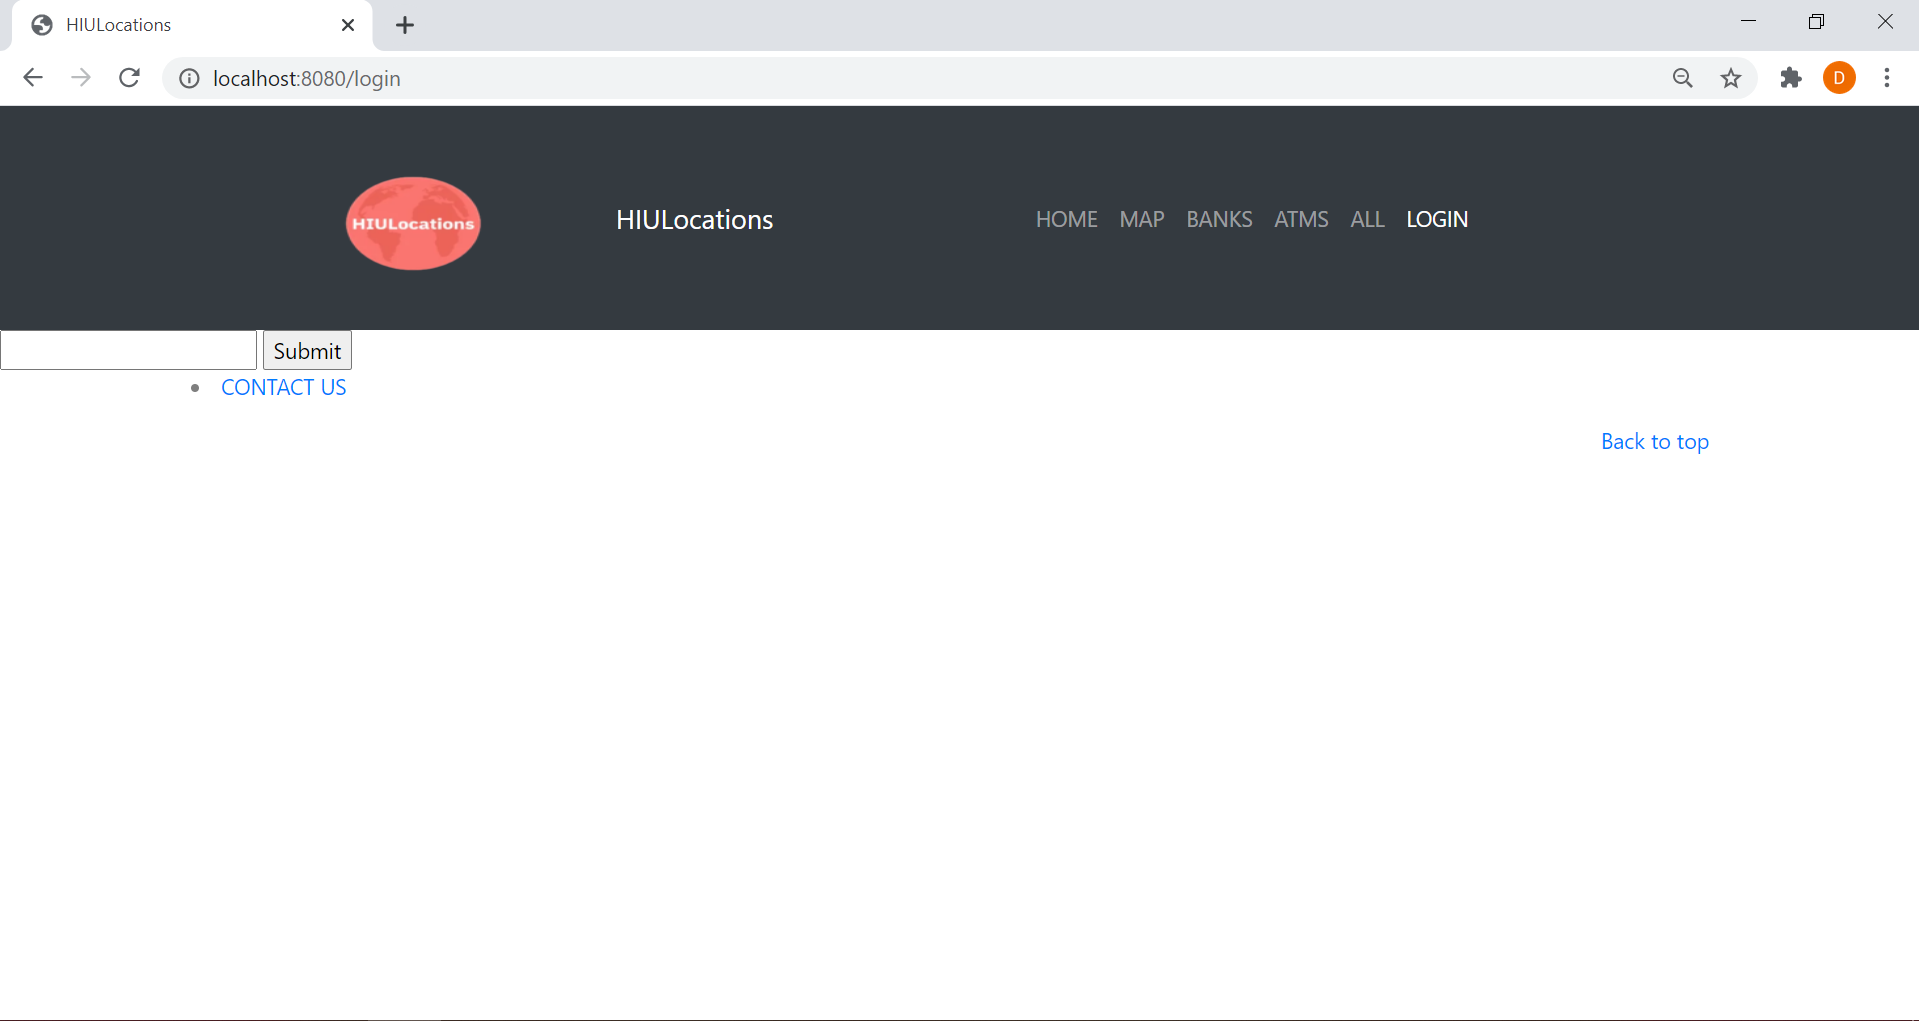 HIULocations
localhost:8080/login
D
HIULocations
HIULocations
HOME MAP BANKS ATMS ALL LOGIN
Submit
CONTACT US
Back to top